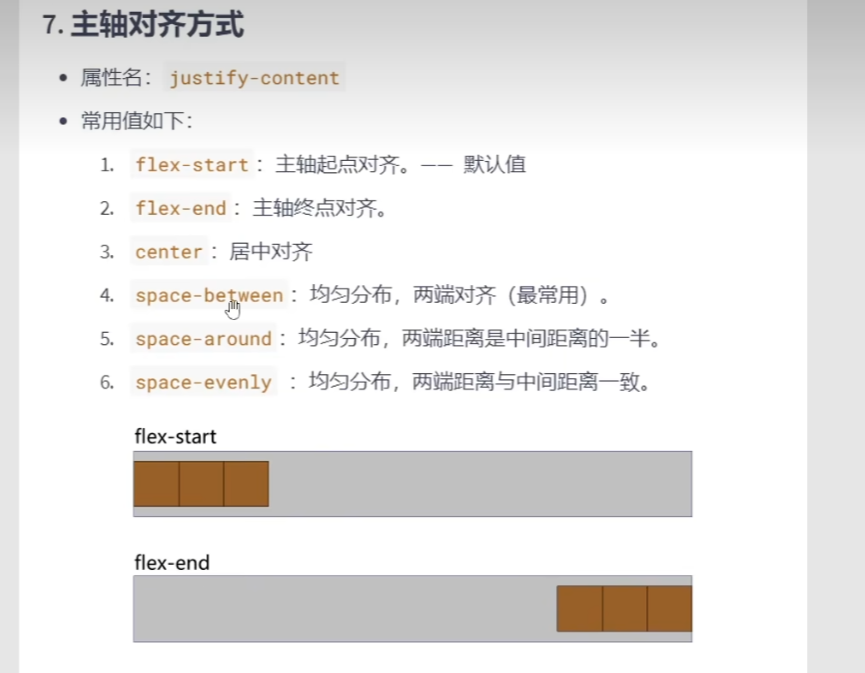 7. 主轴对齐方式
• 属性名： justify-content
• 常用值如下：
1. flex-start ：主轴起点对齐。—— 默认值
2. flex-end ：主轴终点对齐。
3. center ：居中对齐
4. space-between ：均匀分布，两端对齐（最常用）。
5. space-around ：均匀分布，两端距离是中间距离的一半。
6. space-evenly ：均匀分布，两端距离与中间距离一致。
flex-start
flex-end